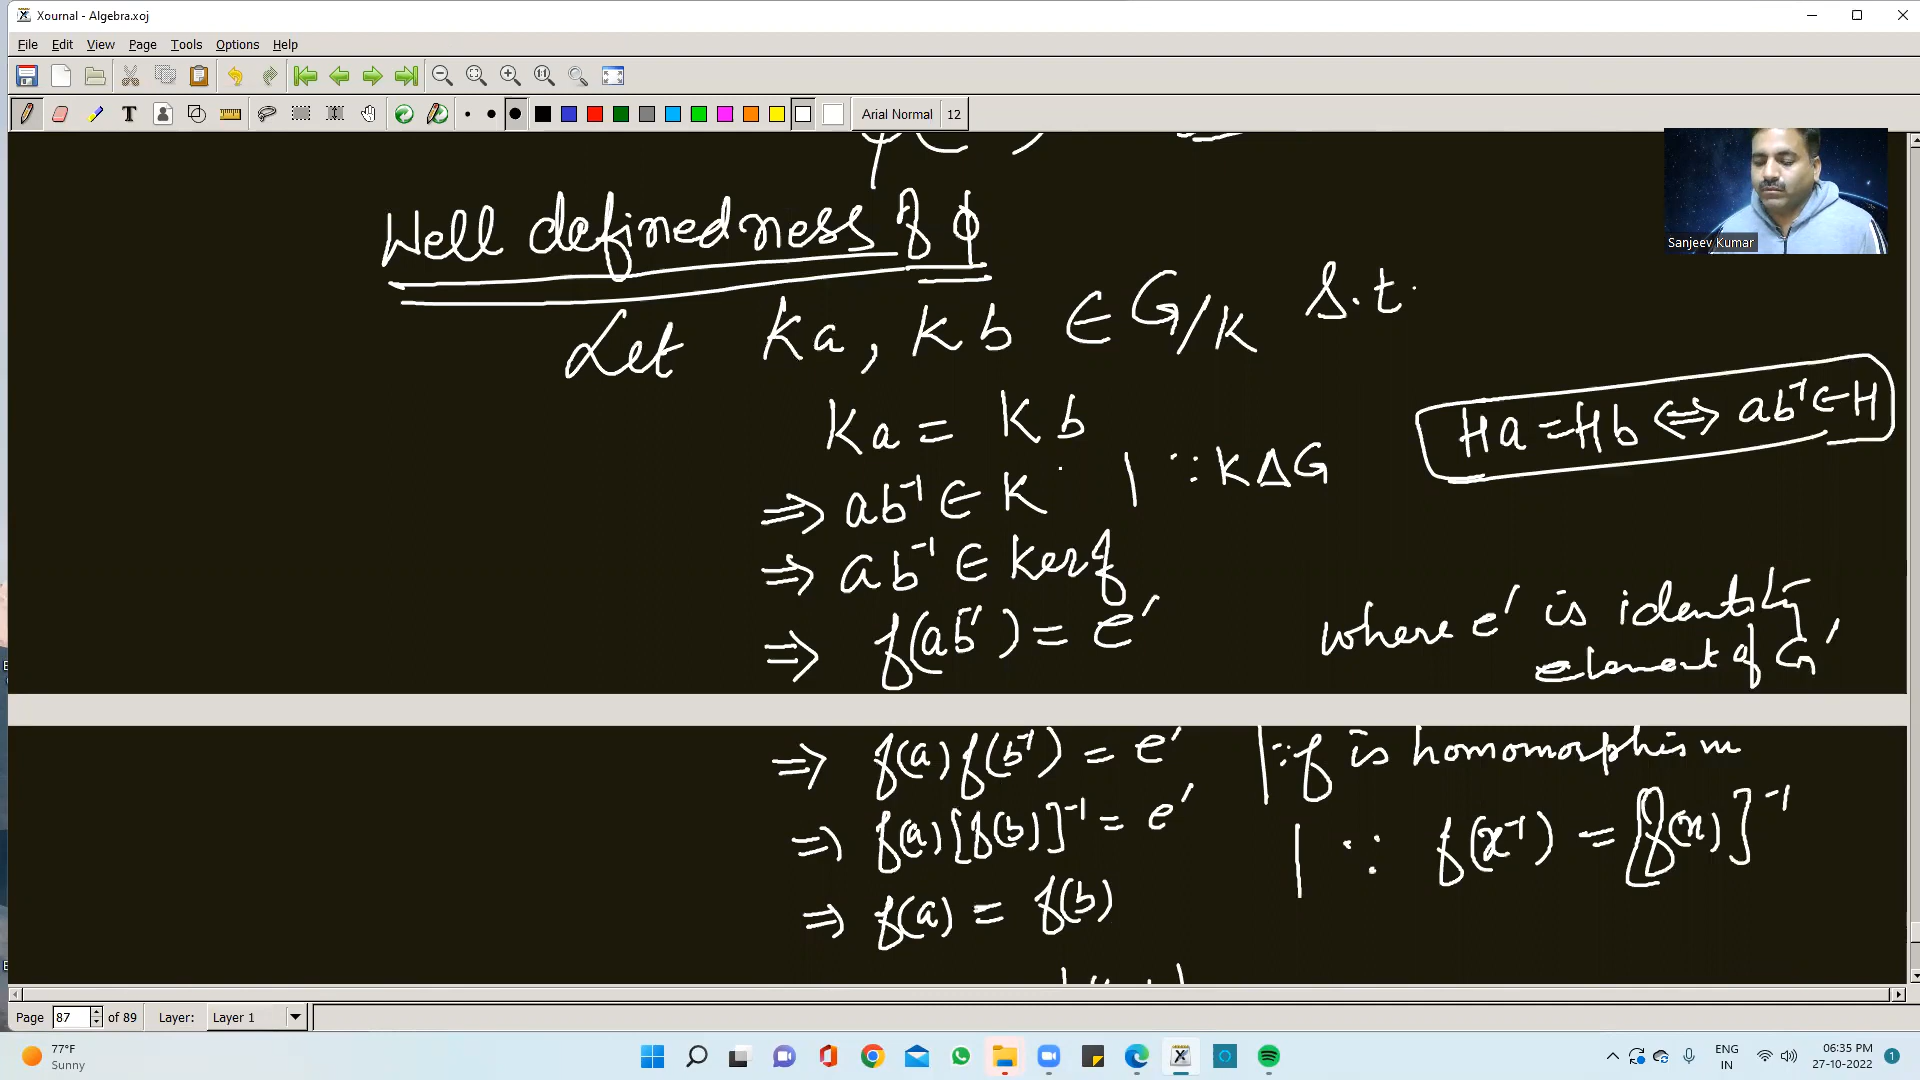 Xournal - Algebra.xoj
File Edit View Page Tools Options Help
Arial Normal 12
Sanjeev Kumar
Well definedness of φ
Let Ka, Kb ∈ G/K s.t.
Ka = Kb
Ha = Hb ⇔ ab⁻¹ ∈ H
⇒ ab⁻¹ ∈ K | ∵ K Δ G
⇒ ab⁻¹ ∈ Ker f
⇒ f(ab⁻¹) = e′ where e′ is identity
element of G′
⇒ f(a) f(b⁻¹) = e′ | ∵ f is homomorphism
⇒ f(a) [f(b)]⁻¹ = e′ | ∵ f(x⁻¹) = [f(x)]⁻¹
⇒ f(a) = f(b)
Page 87 of 89 Layer: Layer 1
77°F
Sunny
ENG
IN
06:35 PM
27-10-2022
1